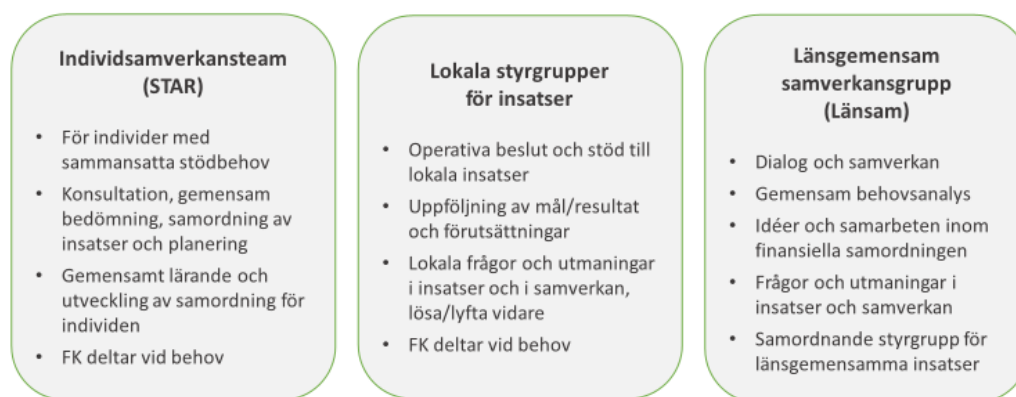 Individsamverkansteam
(STAR)
• För individer med
sammansatta stödbehov
• Konsultation, gemensam
bedömning, samordning av
insatser och planering
• Gemensamt lärande och
utveckling av samordning för
individen
• FK deltar vid behov
Lokala styrgrupper
för insatser
• Operativa beslut och stöd till
lokala insatser
• Uppföljning av mål/resultat
och förutsättningar
• Lokala frågor och utmaningar
i insatser och i samverkan,
lösa/lyfta vidare
• FK deltar vid behov
Länsgemensam
samverkansgrupp
(Länsam)
• Dialog och samverkan
• Gemensam behovsanalys
• Idéer och samarbeten inom
finansiella samordningen
• Frågor och utmaningar i
insatser och samverkan
• Samordnande styrgrupp för
länsgemensamma insatser